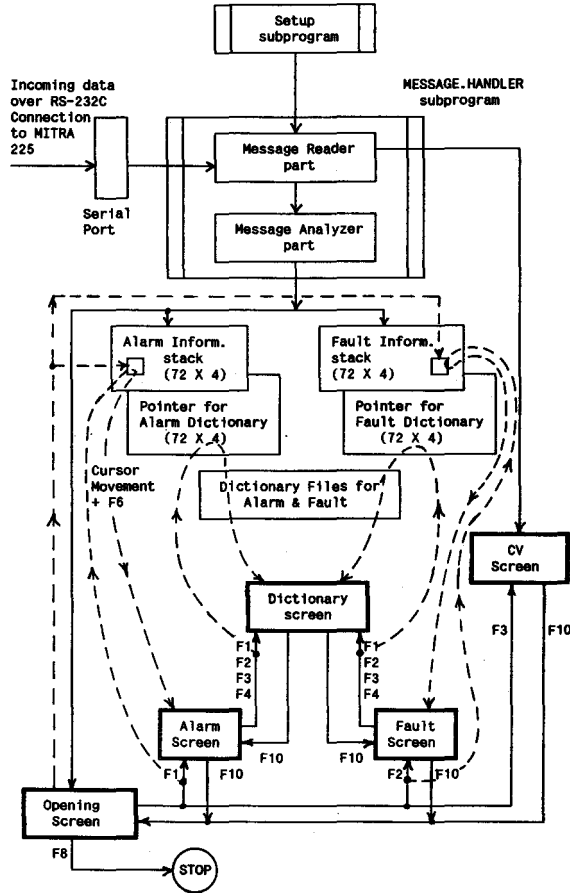 Setup
subprogram
Incoming data
over RS-232C
Connection
to MITRA
225
MESSAGE.HANDLER
subprogram
Message Reader
part
Serial
Port
Message Analyzer
part
Alarm Inform.
stack
(72 X 4)
Fault Inform.
stack
(72 X 4)
Pointer for
Alarm Dictionary
(72 X 4)
Pointer for
Fault Dictionary
(72 X 4)
Cursor
Movement
+ F6
Dictionary Files for
Alarm & Fault
CV
Screen
Dictionary
screen
F3
F10
F1
F2
F3
F4
F1
F2
F3
F4
Alarm
Screen
Fault
Screen
F10
F10
F1
F10
F2
F10
Opening
Screen
F8
STOP